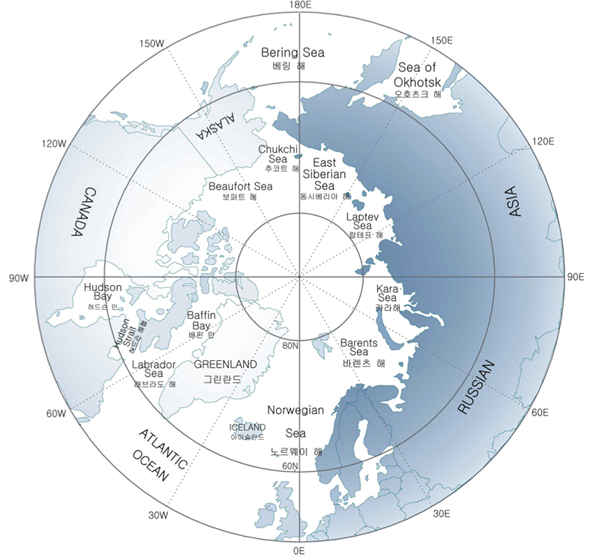 180E
150W
150E
Bering Sea
베링 해
Sea of
Okhotsk
오호츠크 해
ALASKA
120W
120E
Chukchi
Sea
추코트 해
East
Siberian
Sea
동시베리아 해
Beaufort Sea
보퍼트 해
CANADA
ASIA
Laptev
Sea
랍테프 해
90W
90E
Hudson
Bay
허드슨 만
Kara
Sea
카라해
Hudson
Strait
허드슨 해협
Baffin
Bay
배핀 만
80N
Barents
Sea
바렌츠 해
Labrador
Sea
래브라도 해
GREENLAND
그린란드
RUSSIAN
60W
60E
Norwegian
Sea
노르웨이 해
ICELAND
아이슬란드
ATLANTIC
OCEAN
60N
30W
30E
0E